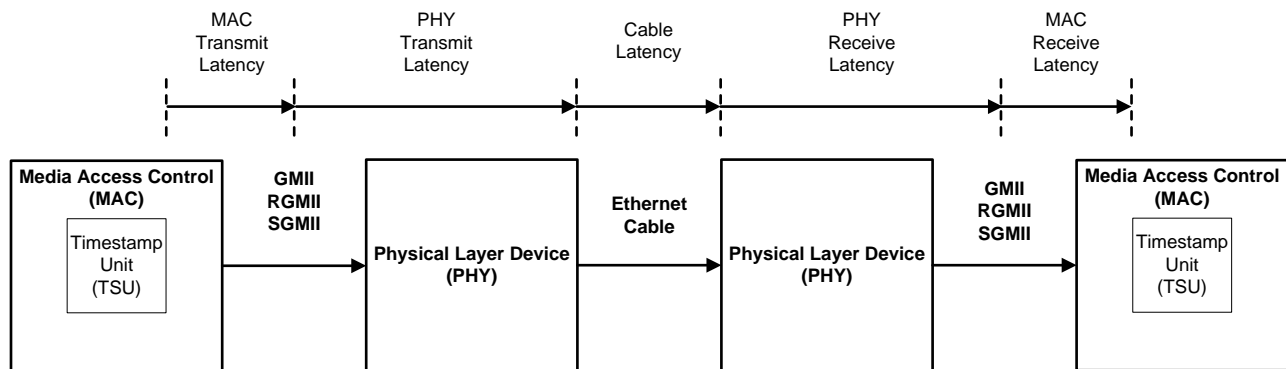 MAC
Transmit
Latency
PHY
Transmit
Latency
Cable
Latency
PHY
Receive
Latency
MAC
Receive
Latency
Media Access Control
(MAC)
Timestamp
Unit
(TSU)
GMII
RGMII
SGMII
Physical Layer Device
(PHY)
Ethernet
Cable
Physical Layer Device
(PHY)
GMII
RGMII
SGMII
Media Access Control
(MAC)
Timestamp
Unit
(TSU)